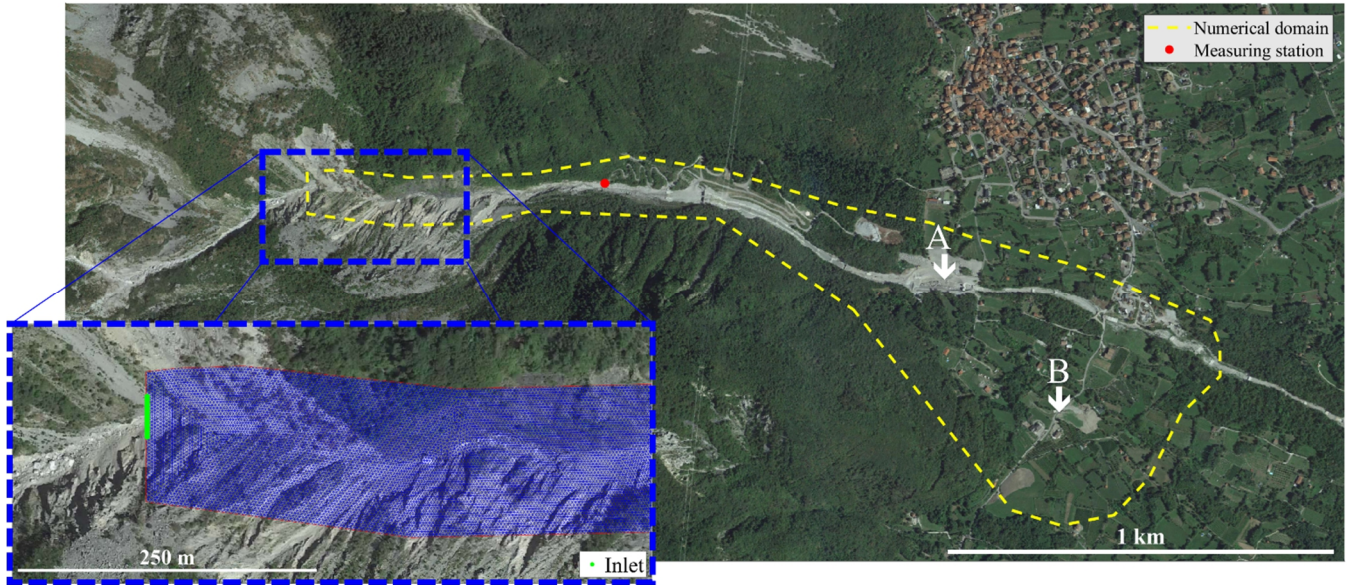 Numerical domain
Measuring station
A
B
1 km
250 m
Inlet